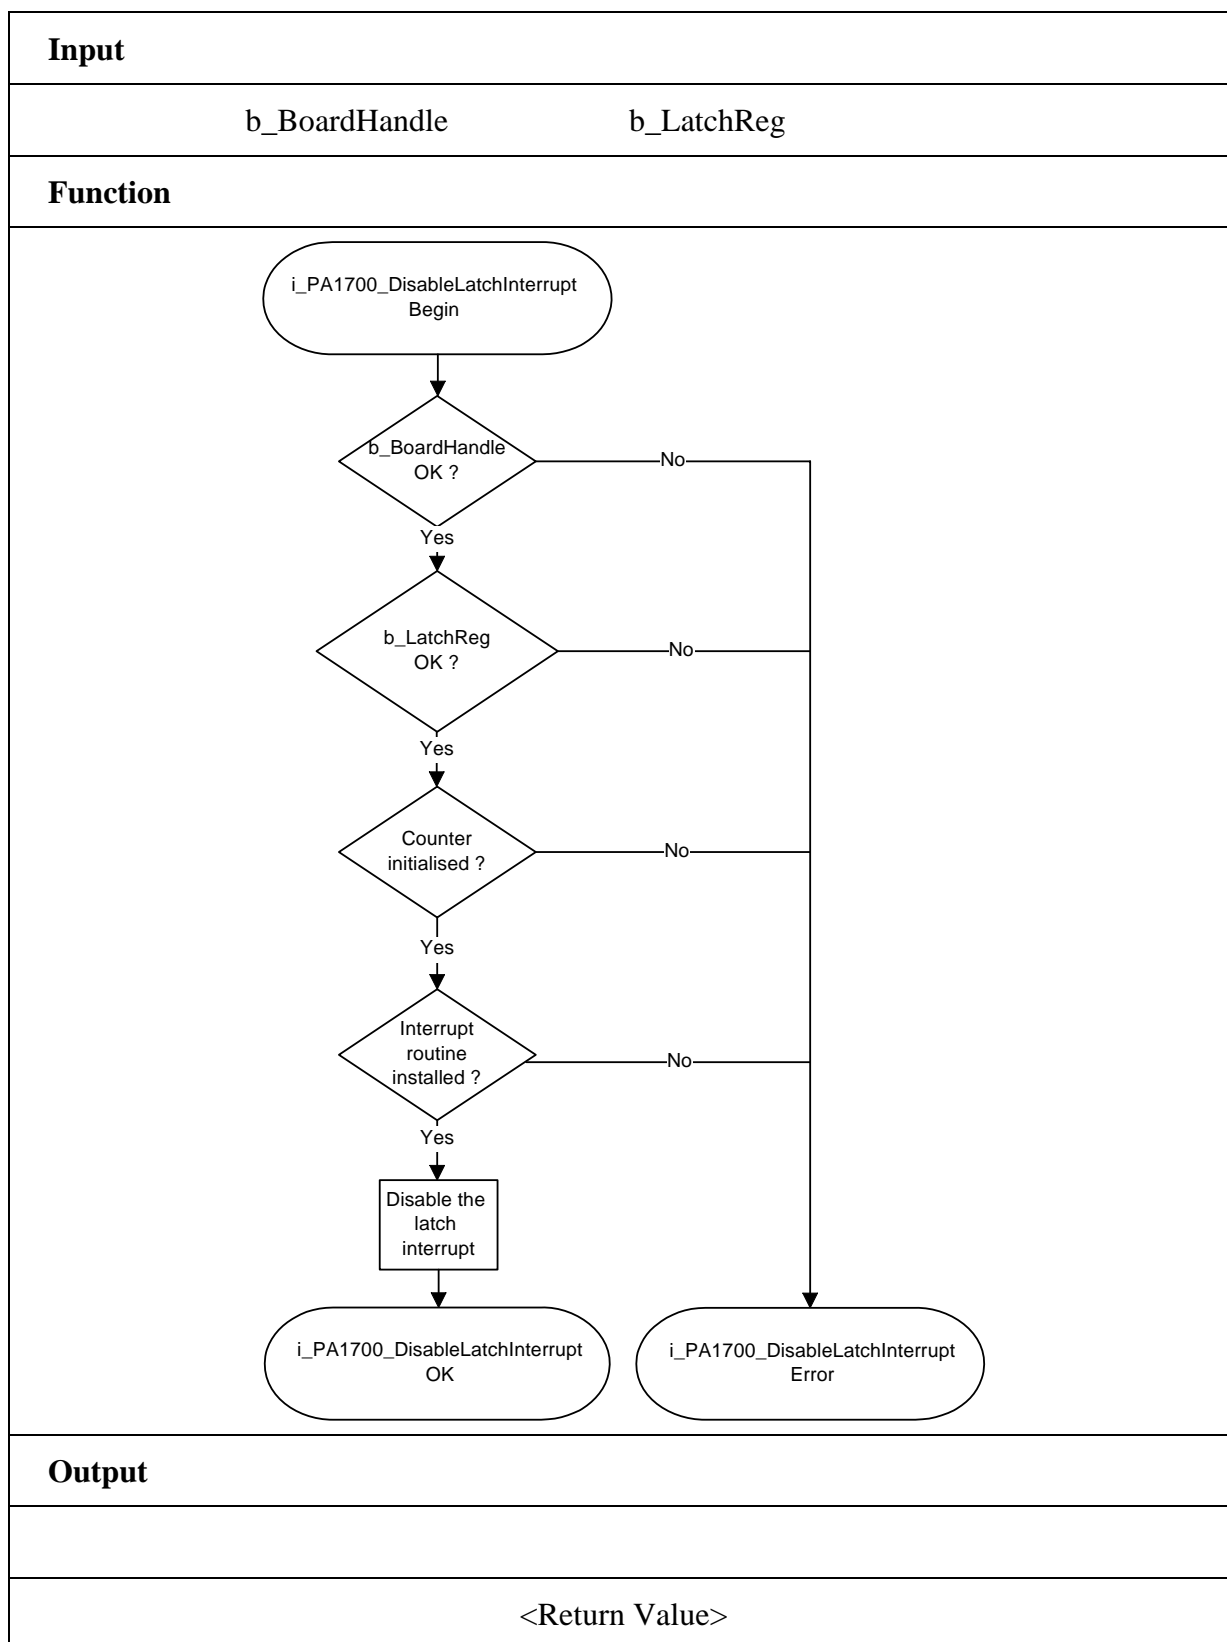 Input
b_BoardHandle b_LatchReg
Function
i_PA1700_DisableLatchInterrupt
Begin
b_BoardHandle
OK ?
No
Yes
b_LatchReg
OK ?
No
Yes
Counter
initialised ?
No
Yes
Interrupt
routine
installed ?
No
Yes
Disable the
latch
interrupt
i_PA1700_DisableLatchInterrupt
OK
i_PA1700_DisableLatchInterrupt
Error
Output
<Return Value>